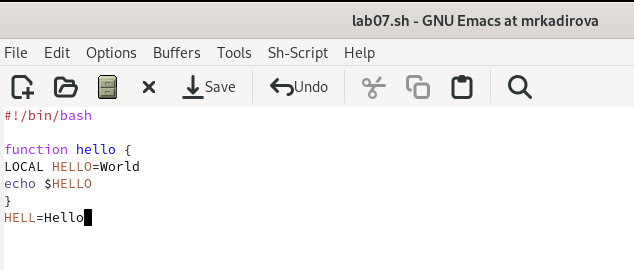 lab07.sh - GNU Emacs at mrkadirova
File Edit Options Buffers Tools Sh-Script Help
Save Undo
#!/bin/bash
function hello {
LOCAL HELLO=World
echo $HELLO
}
HELL=Hello